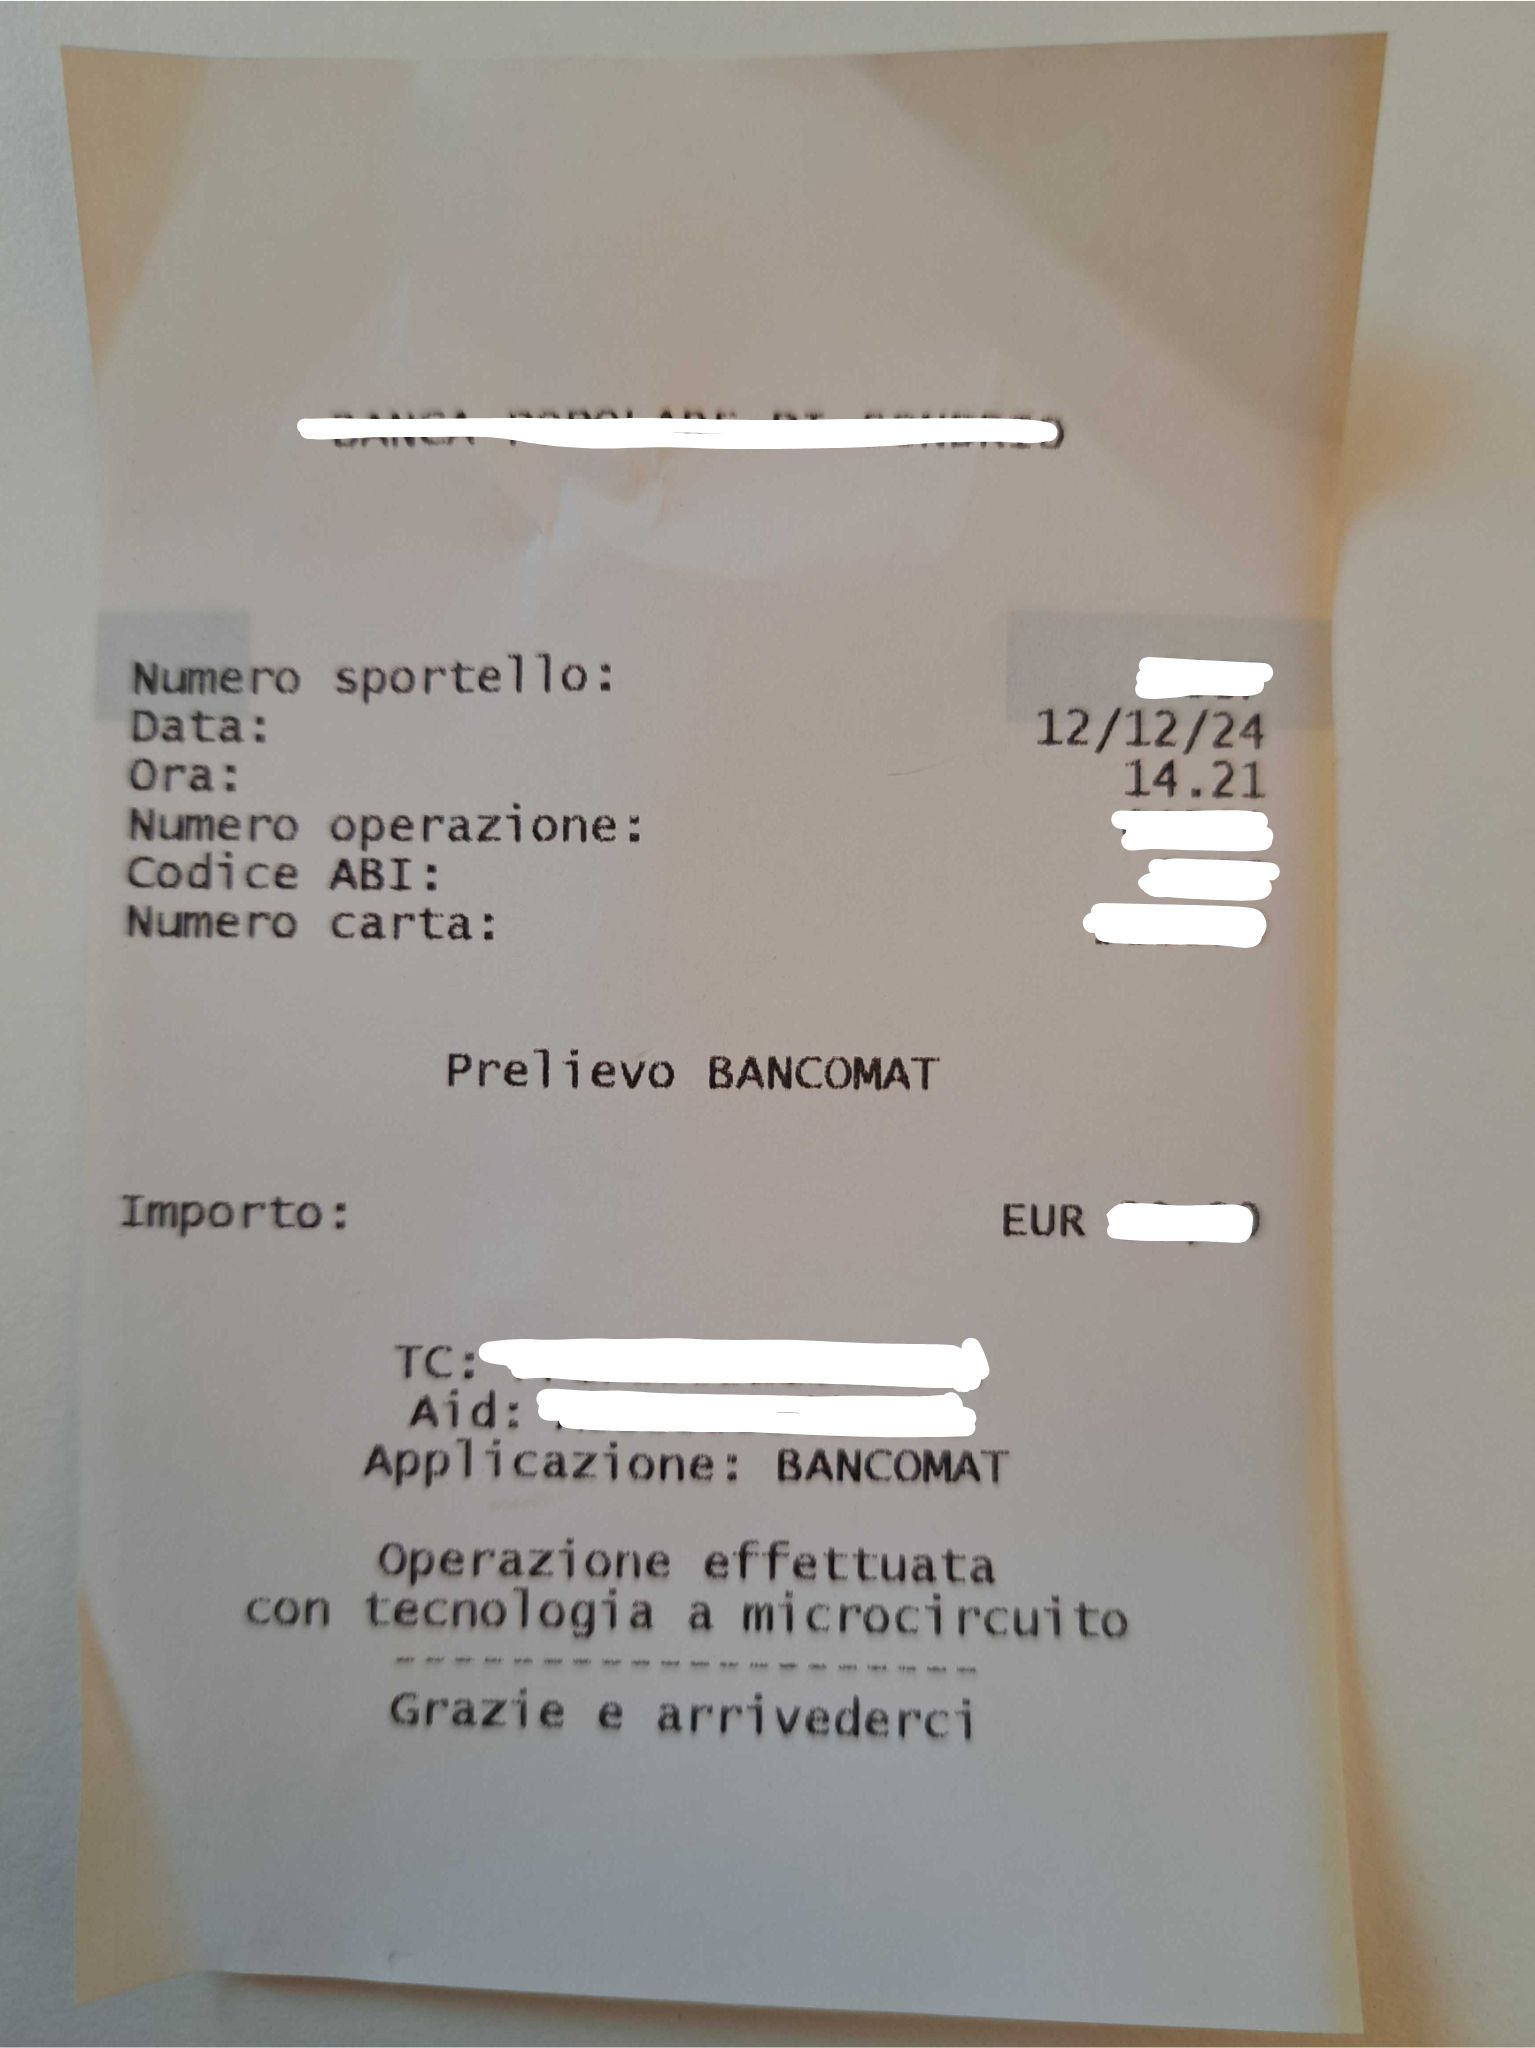 Numero sportello:
Data: 12/12/24
Ora: 14.21
Numero operazione:
Codice ABI:
Numero carta:
Prelievo BANCOMAT
Importo: EUR
TC:
Aid:
Applicazione: BANCOMAT
Operazione effettuata
con tecnologia a microcircuito
--------------------
Grazie e arrivederci